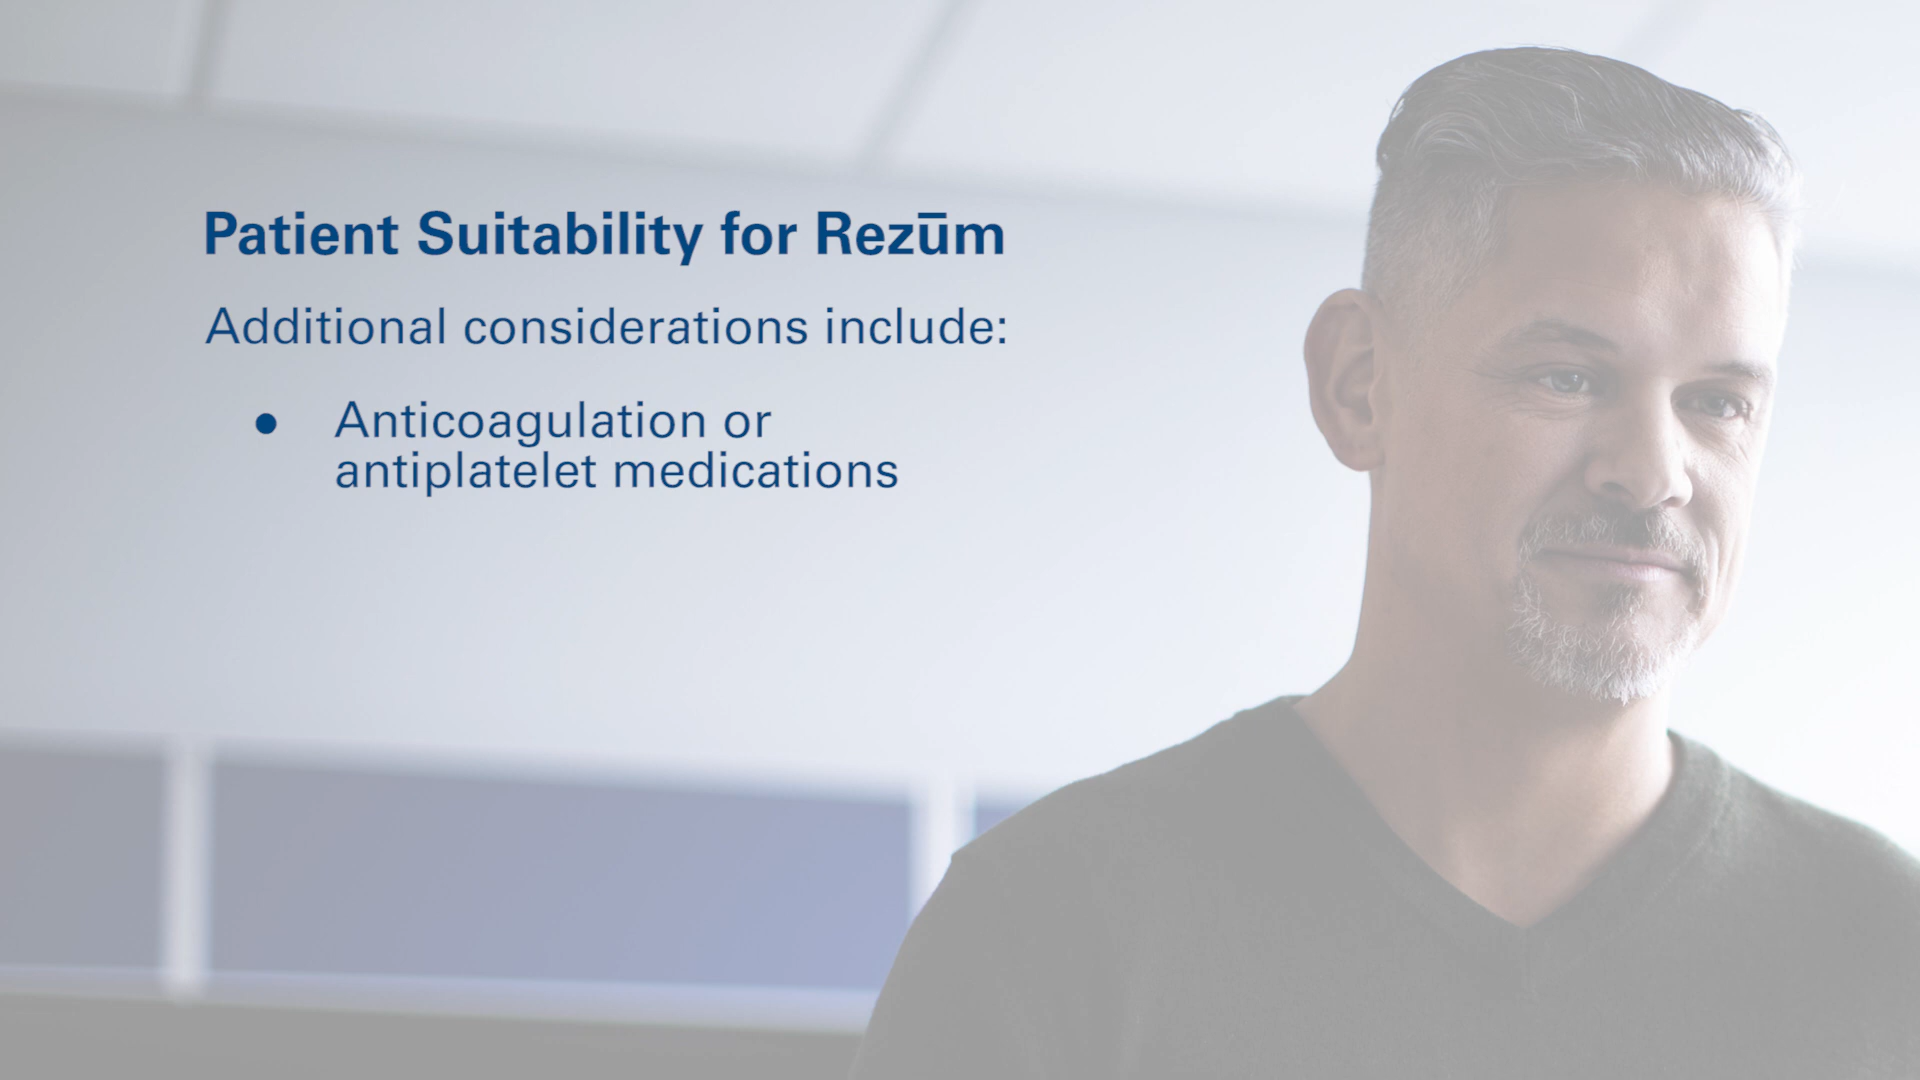 Patient Suitability for Rezūm
Additional considerations include:
● Anticoagulation or
antiplatelet medications